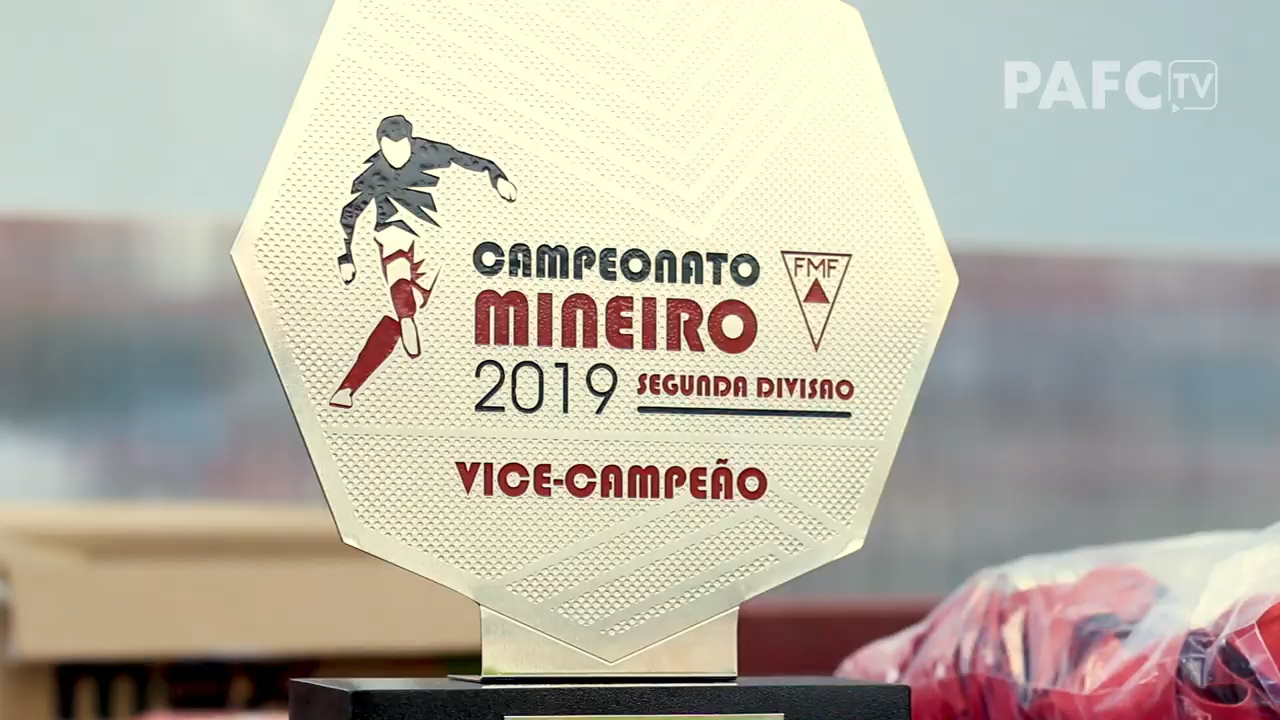 PAFC TV
CAMPEONATO
FMF
MINEIRO
2019 SEGUNDA DIVISAO
VICE-CAMPEÃO